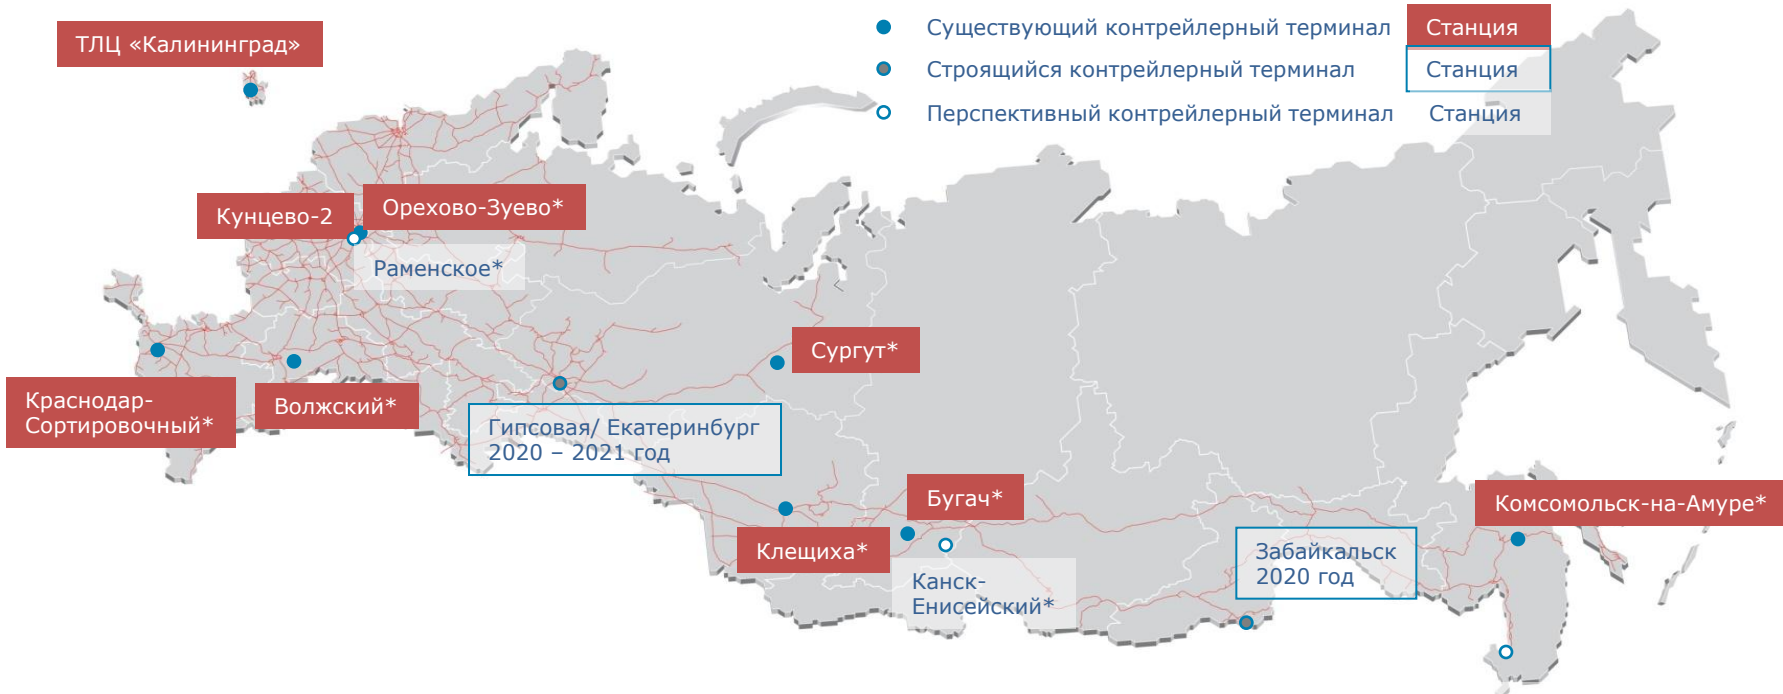 ТЛЦ «Калининград»
Существующий контрейлерный терминал
Станция
Строящийся контрейлерный терминал
Станция
Перспективный контрейлерный терминал
Станция
Кунцево-2
Орехово-Зуево*
Раменское*
Сургут*
Краснодар-
Сортировочный*
Волжский*
Гипсовая/ Екатеринбург
2020 – 2021 год
Бугач*
Комсомольск-на-Амуре*
Клещиха*
Забайкальск
2020 год
Канск-
Енисейский*